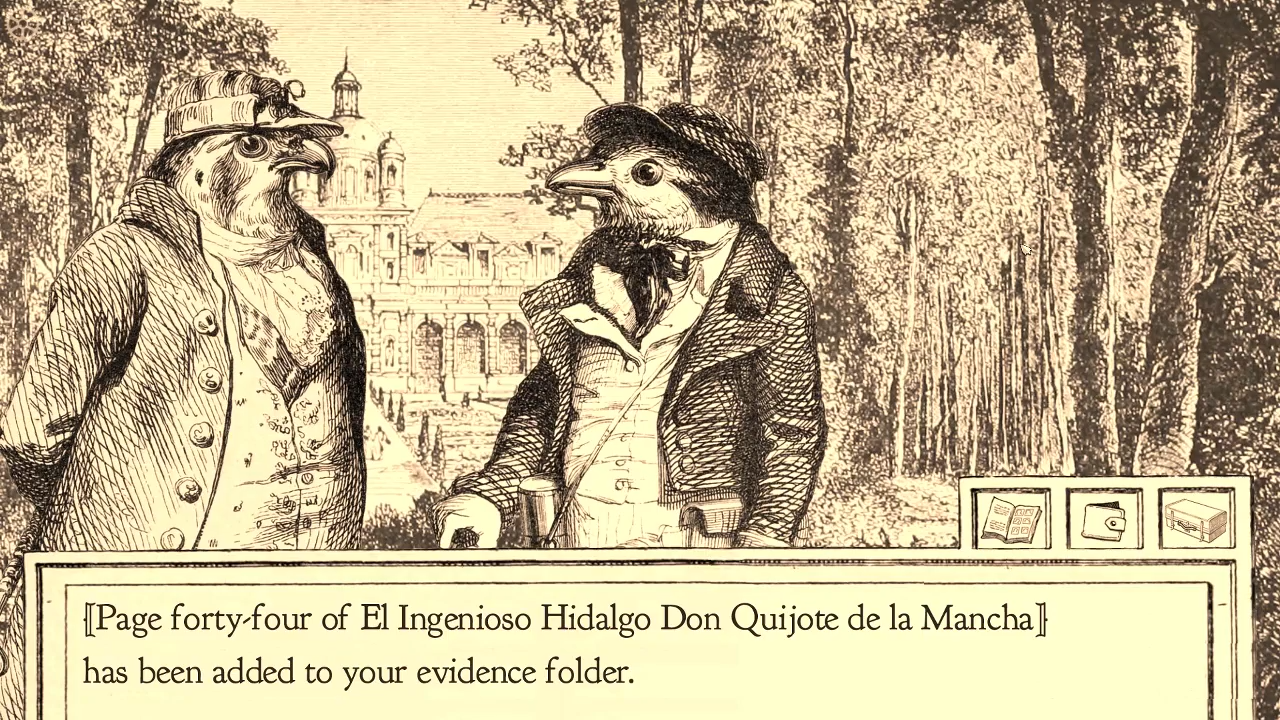 ⟦Page forty-four of El Ingenioso Hidalgo Don Quijote de la Mancha⟧
has been added to your evidence folder.